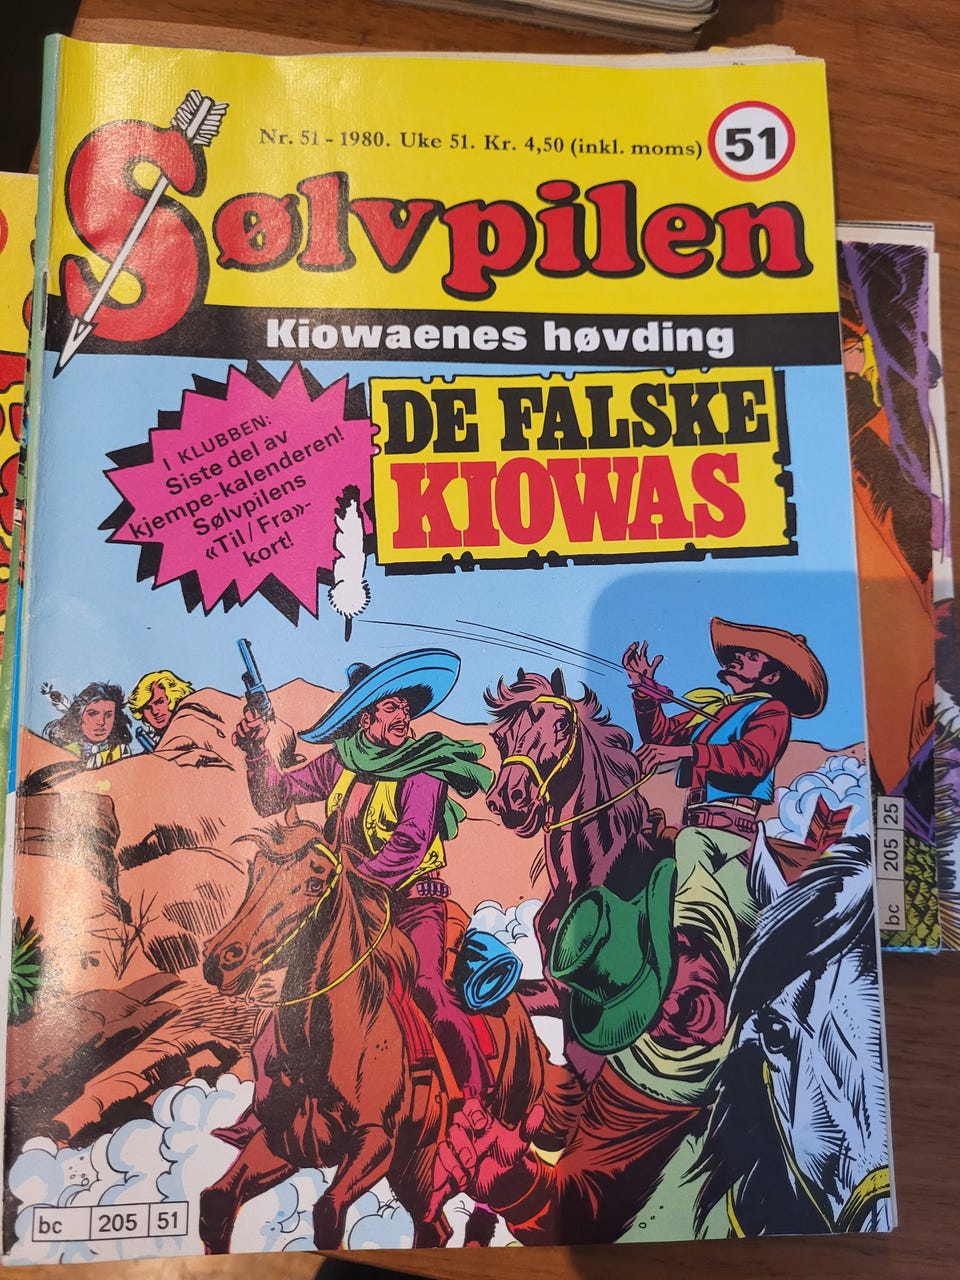 Nr. 51 - 1980. Uke 51. Kr. 4,50 (inkl. moms)
51
Sølvpilen
Kiowaenes høvding
I KLUBBEN:
Siste del av
kjempe-kalenderen!
Sølvpilens
«Til/Fra»-
kort!
DE FALSKE
KIOWAS
bc 205 51
bc 205 25